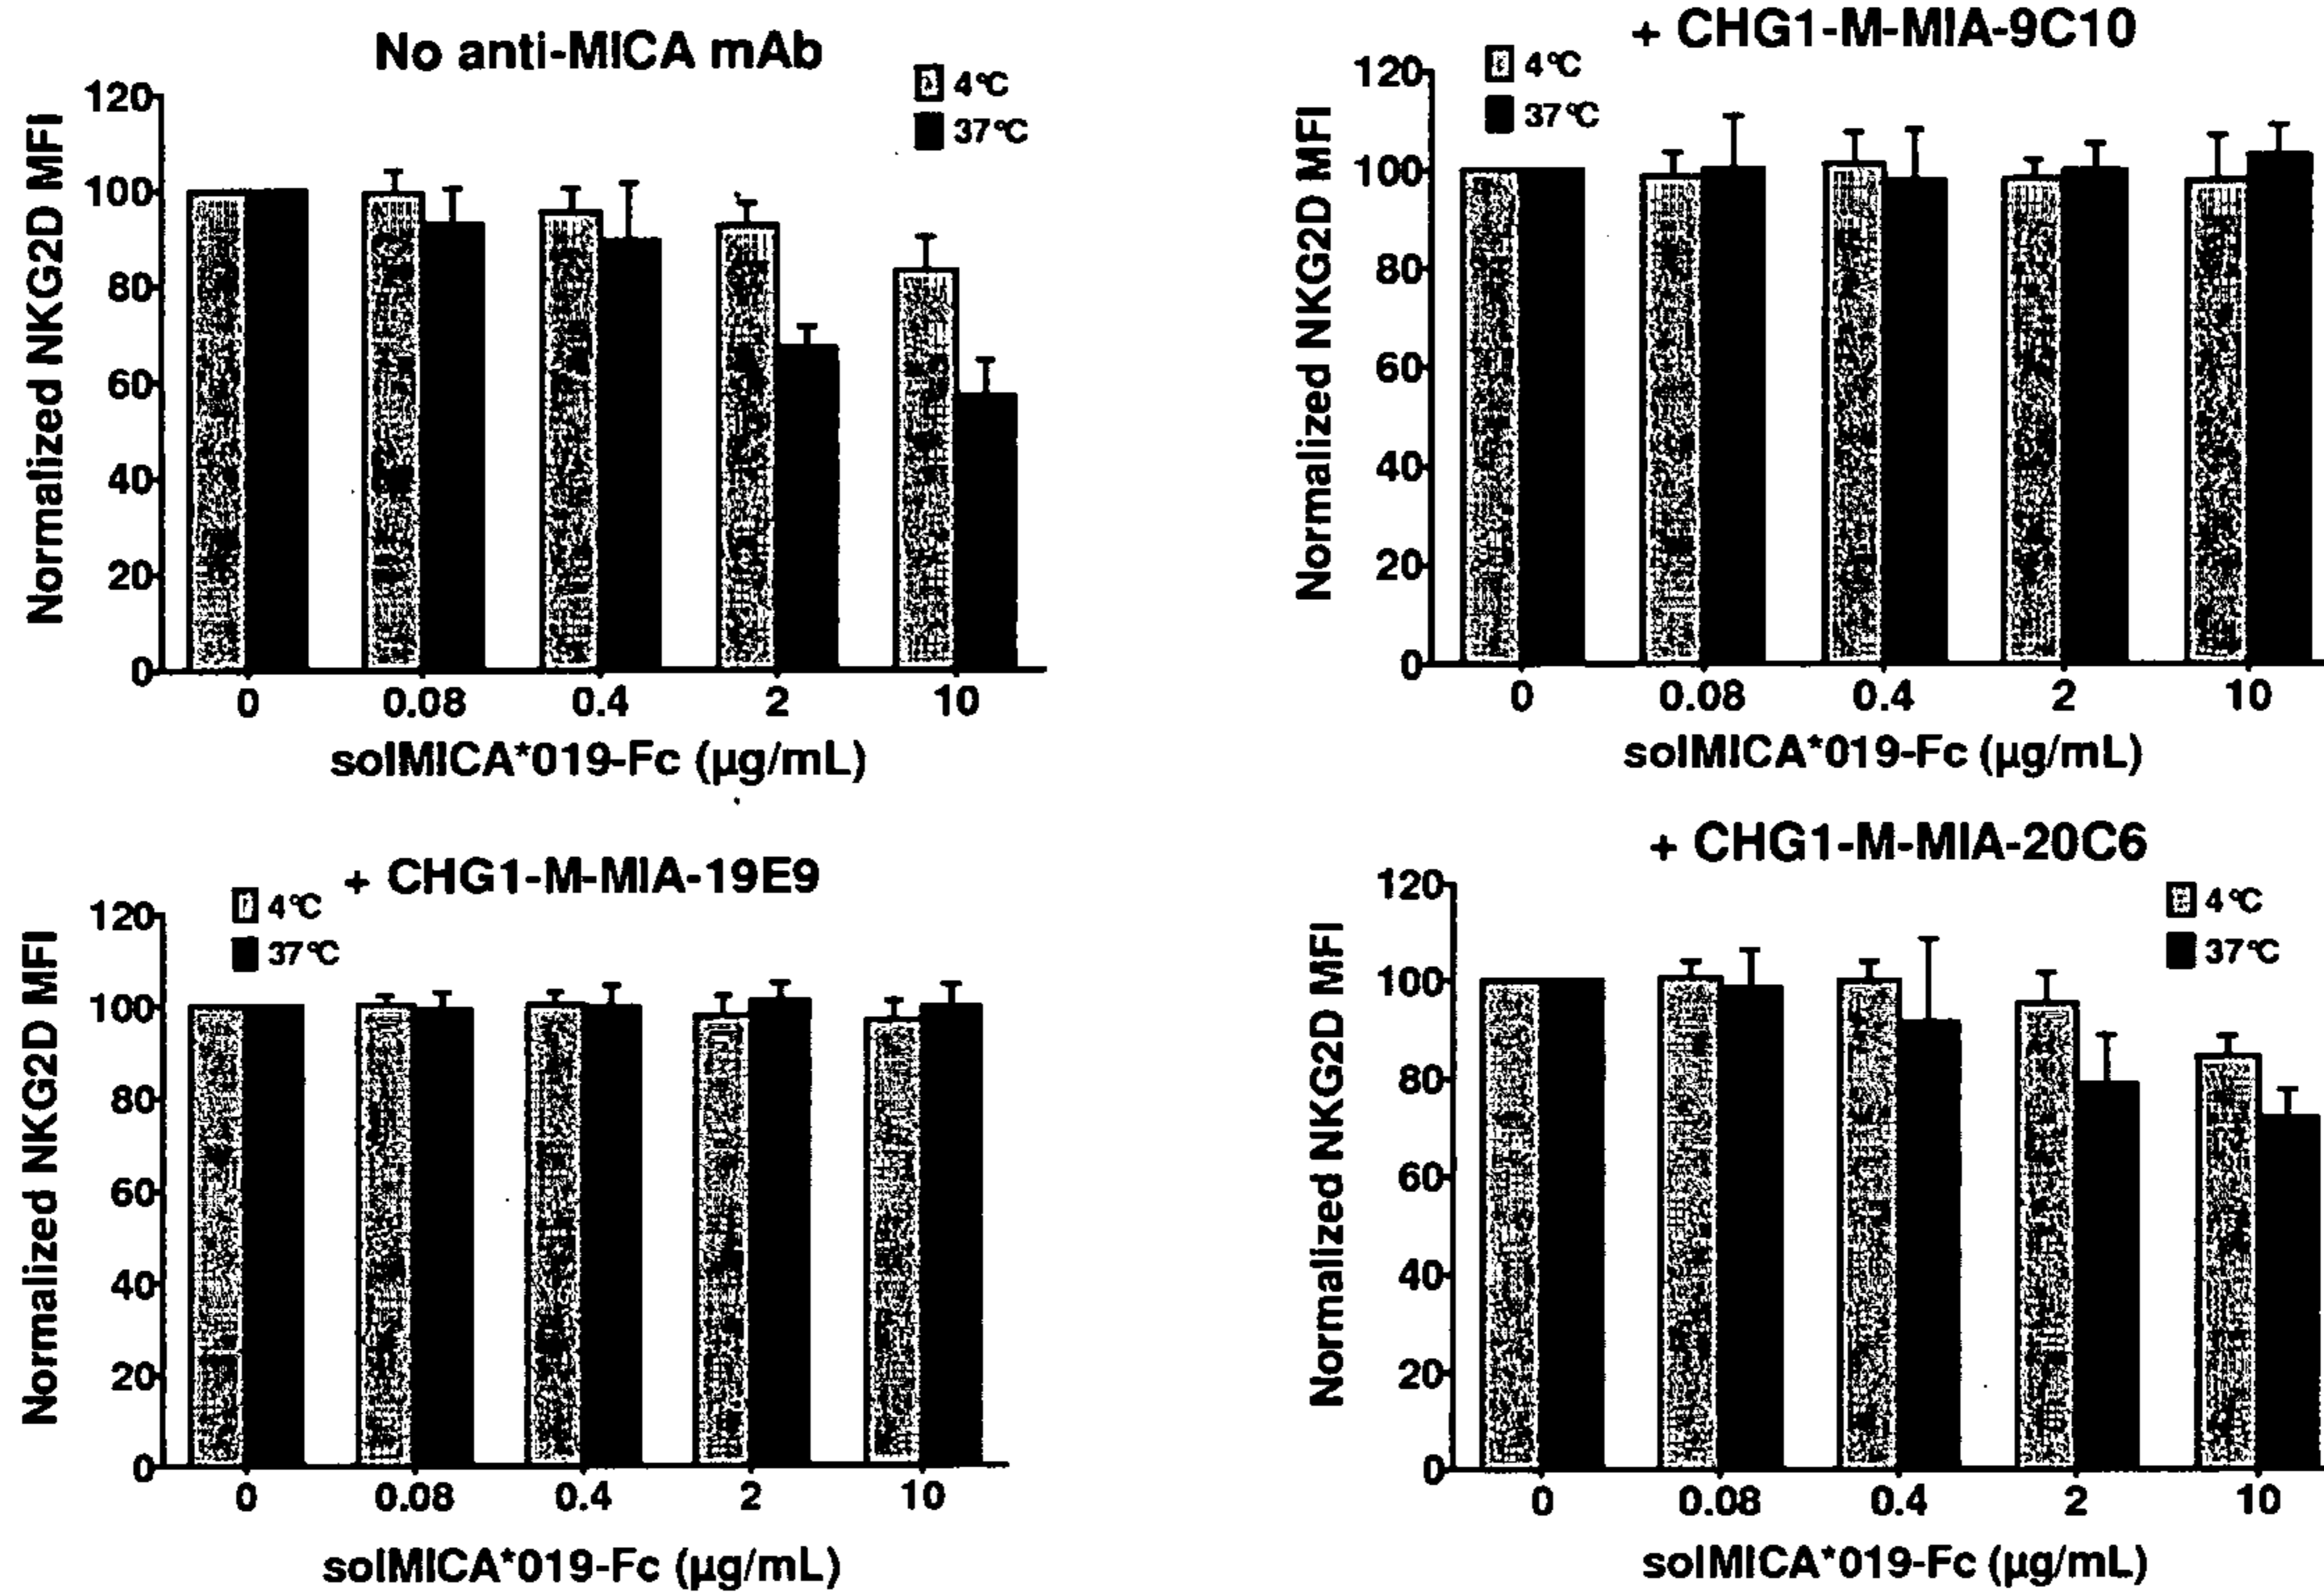 No anti-MICA mAb
4°C
37°C
Normalized NKG2D MFI
120
100
80
60
40
20
0
0 0.08 0.4 2 10
solMICA*019-Fc (µg/mL)
+ CHG1-M-MIA-9C10
4°C
37°C
Normalized NKG2D MFI
120
100
80
60
40
20
0
0 0.08 0.4 2 10
solMICA*019-Fc (µg/mL)
+ CHG1-M-MIA-19E9
4°C
37°C
Normalized NKG2D MFI
120
100
80
60
40
20
0
0 0.08 0.4 2 10
solMICA*019-Fc (µg/mL)
+ CHG1-M-MIA-20C6
4°C
37°C
Normalized NKG2D MFI
120
100
80
60
40
20
0
0 0.08 0.4 2 10
solMICA*019-Fc (µg/mL)